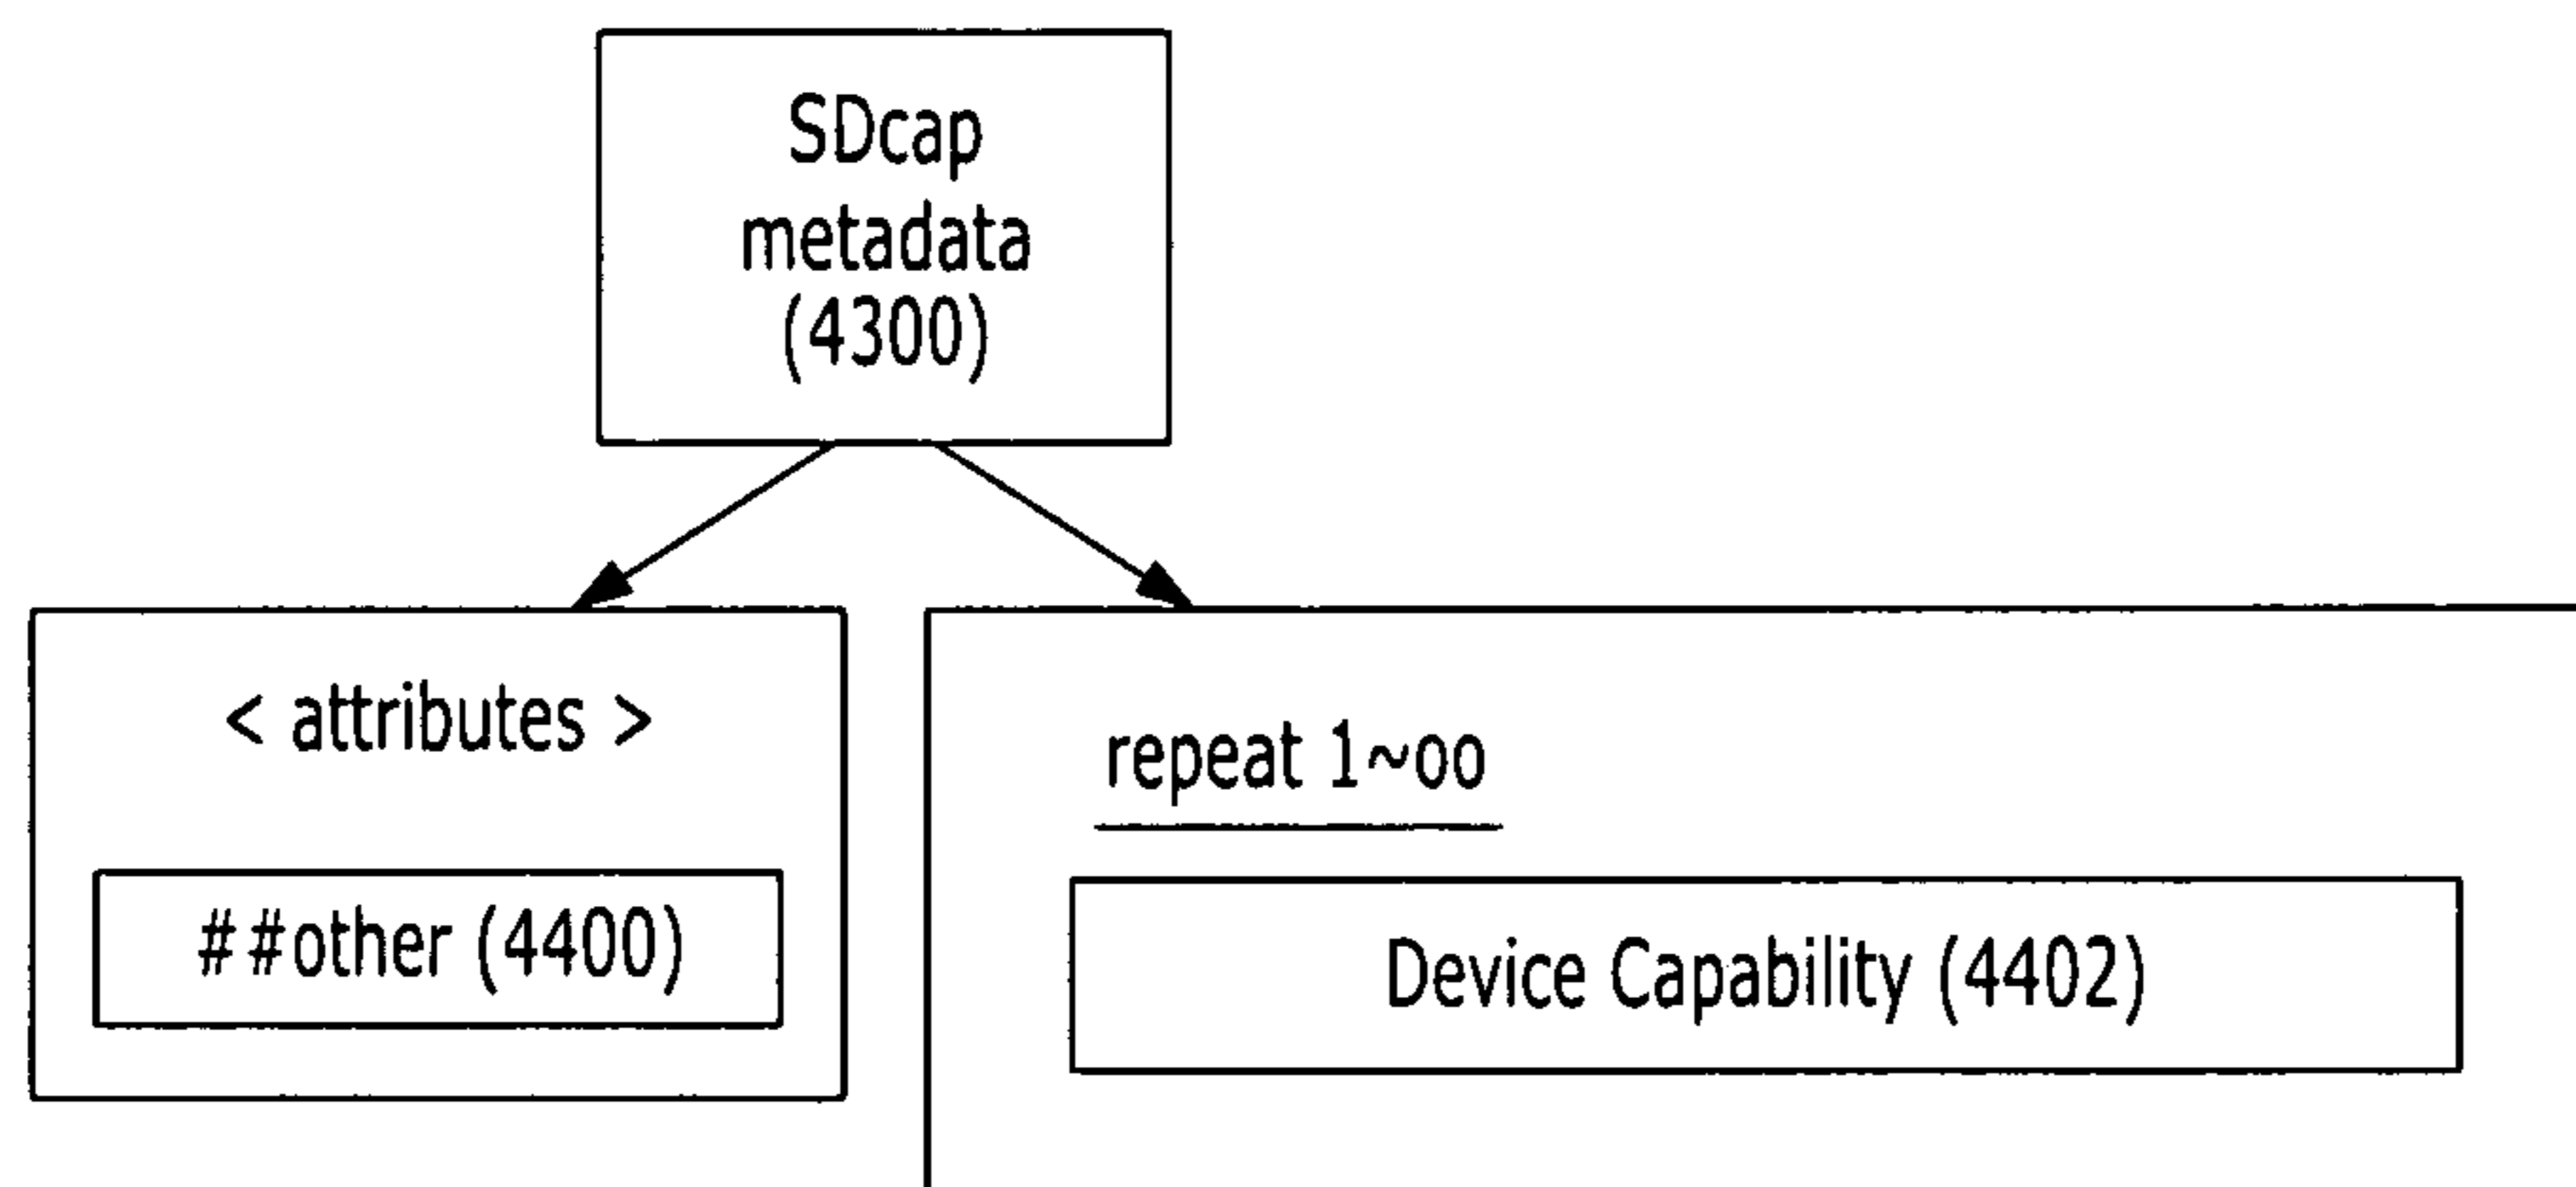 SDcap
metadata
(4300)
< attributes >
##other (4400)
repeat 1~oo
Device Capability (4402)